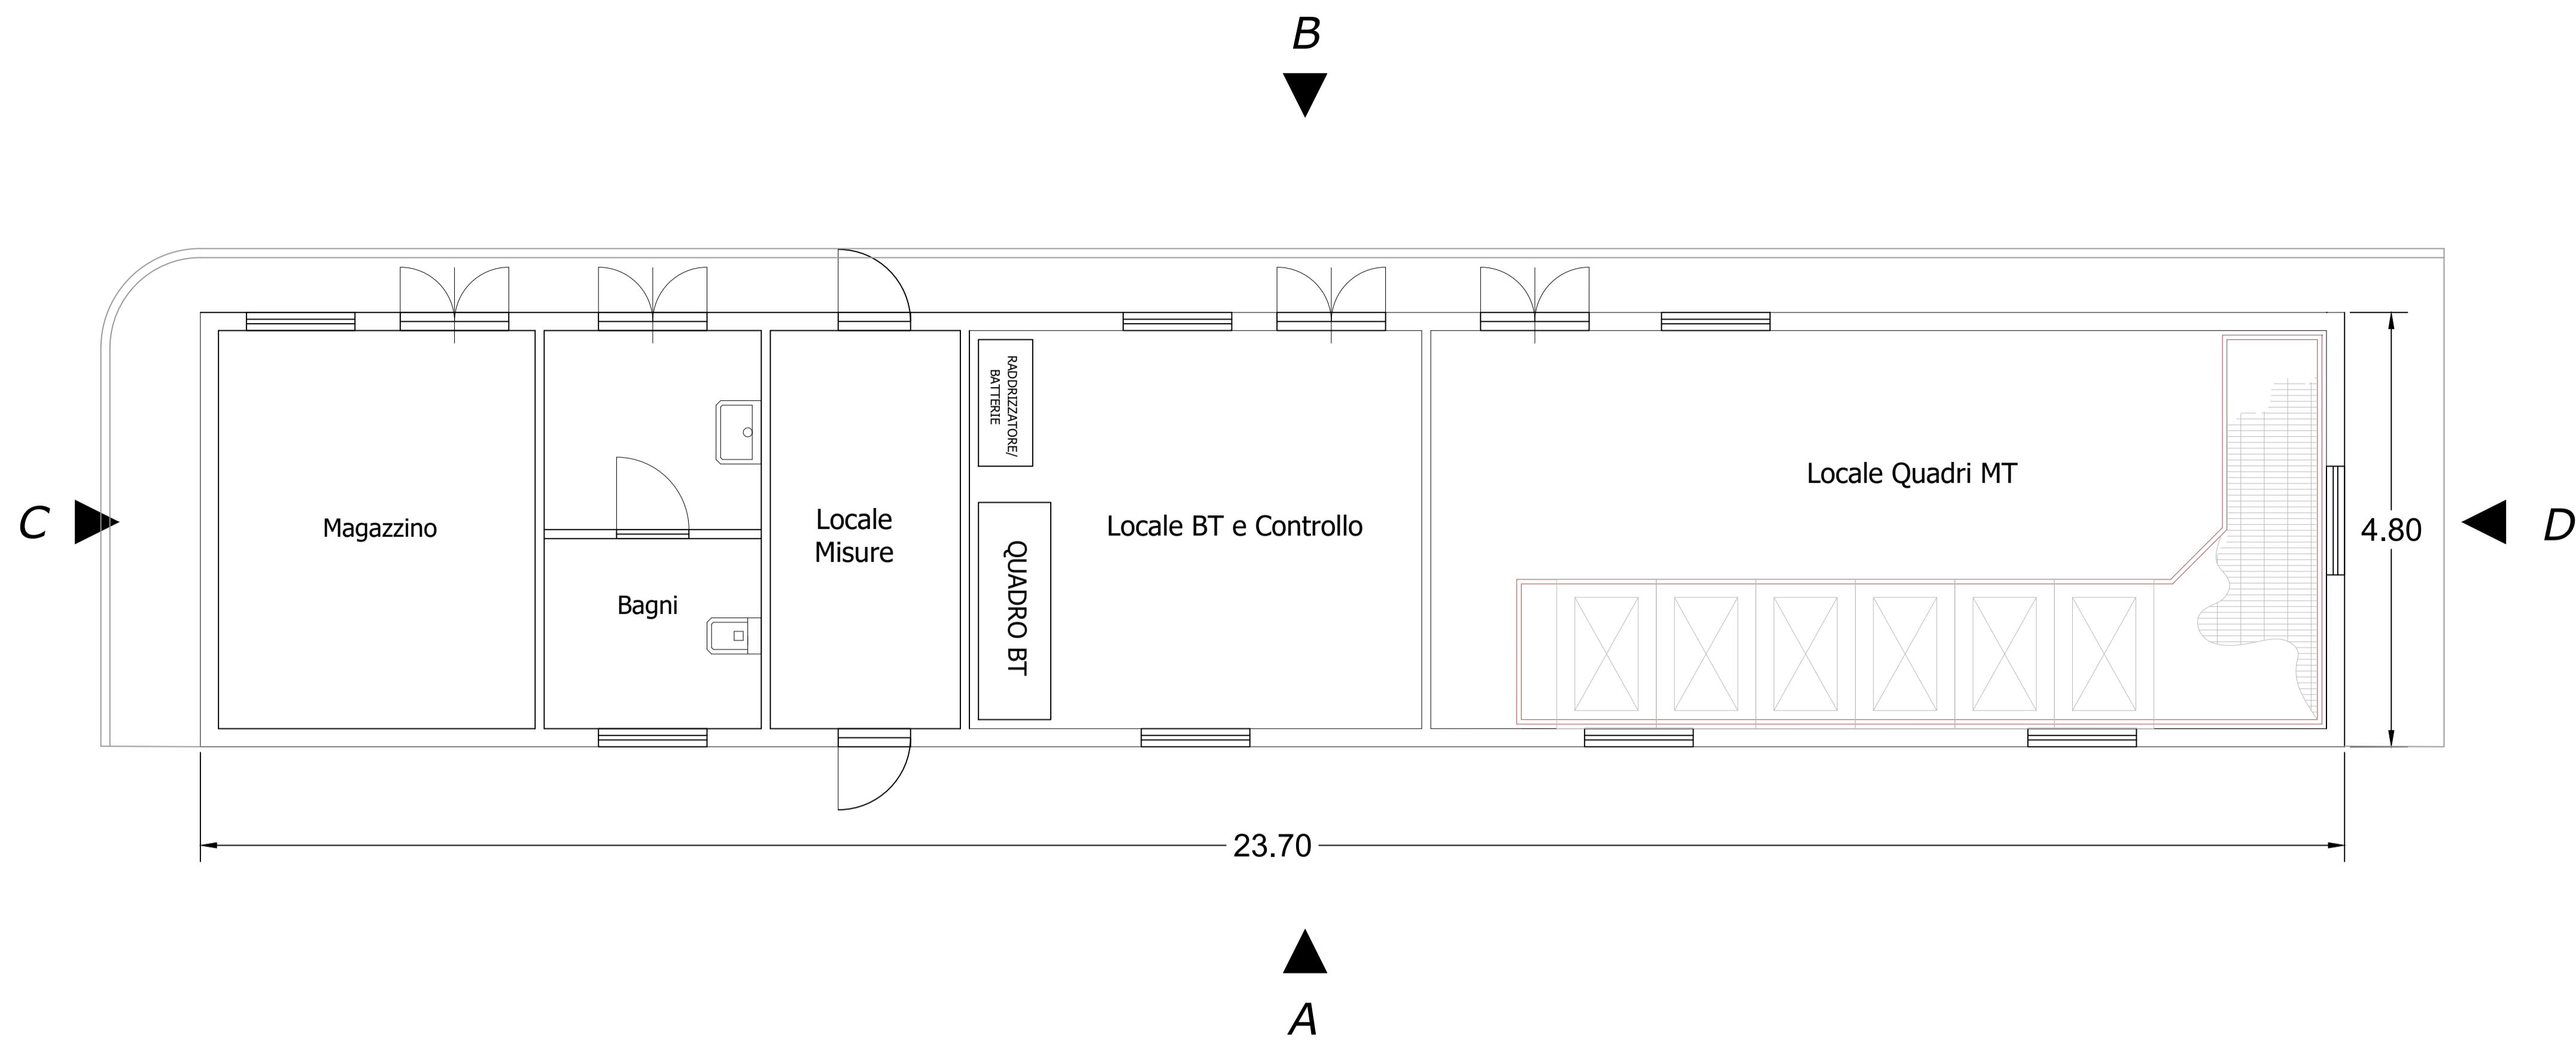 B
RADDRIZZATORE/
BATTERIE
Locale Quadri MT
C
Magazzino
Locale
Misure
Locale BT e Controllo
4.80
D
Bagni
QUADRO BT
23.70
A